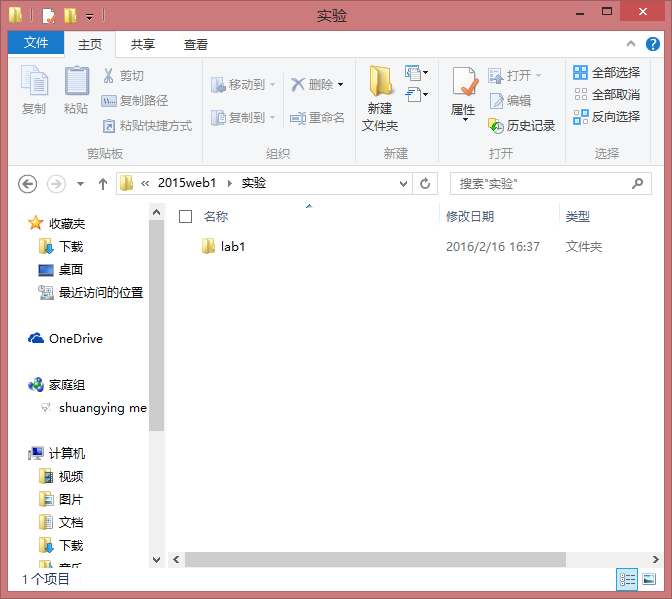 实验
文件 主页 共享 查看
复制
粘贴
剪切
复制路径
粘贴快捷方式
剪贴板
移动到
复制到
删除
重命名
组织
新建
文件夹
新建
属性
打开
编辑
历史记录
打开
全部选择
全部取消
反向选择
选择
« 2015web1 实验
搜索"实验"
收藏夹
下载
桌面
最近访问的位置
OneDrive
家庭组
shuangying me
计算机
视频
图片
文档
下载
音乐
名称 修改日期 类型
lab1 2016/2/16 16:37 文件夹
1 个项目